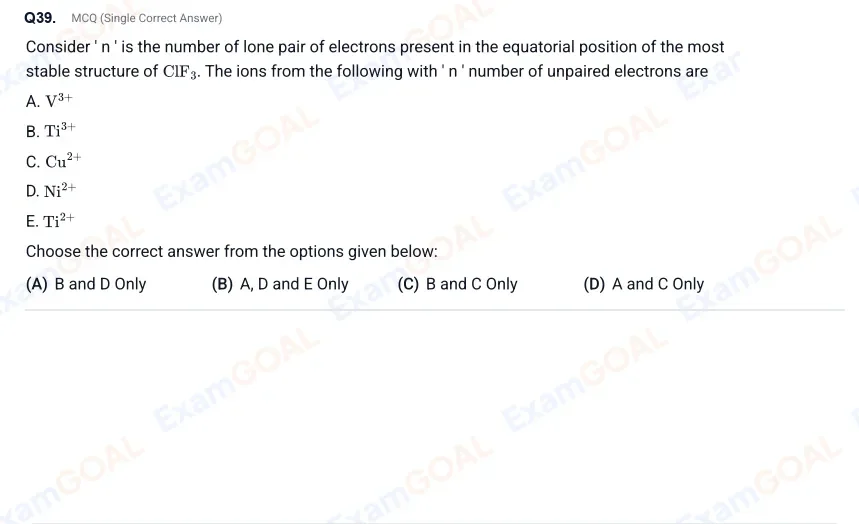 Q39. MCQ (Single Correct Answer)
Consider ' n ' is the number of lone pair of electrons present in the equatorial position of the most
stable structure of ClF₃. The ions from the following with ' n ' number of unpaired electrons are
A. V³⁺
B. Ti³⁺
C. Cu²⁺
D. Ni²⁺
E. Ti²⁺
Choose the correct answer from the options given below:
(A) B and D Only (B) A, D and E Only (C) B and C Only (D) A and C Only
ExamGOAL